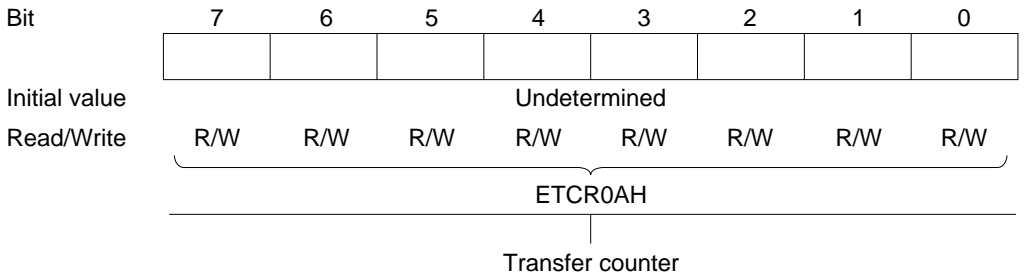 Bit 7 6 5 4 3 2 1 0
Initial value Undetermined
Read/Write R/W R/W R/W R/W R/W R/W R/W R/W
ETCR0AH
Transfer counter